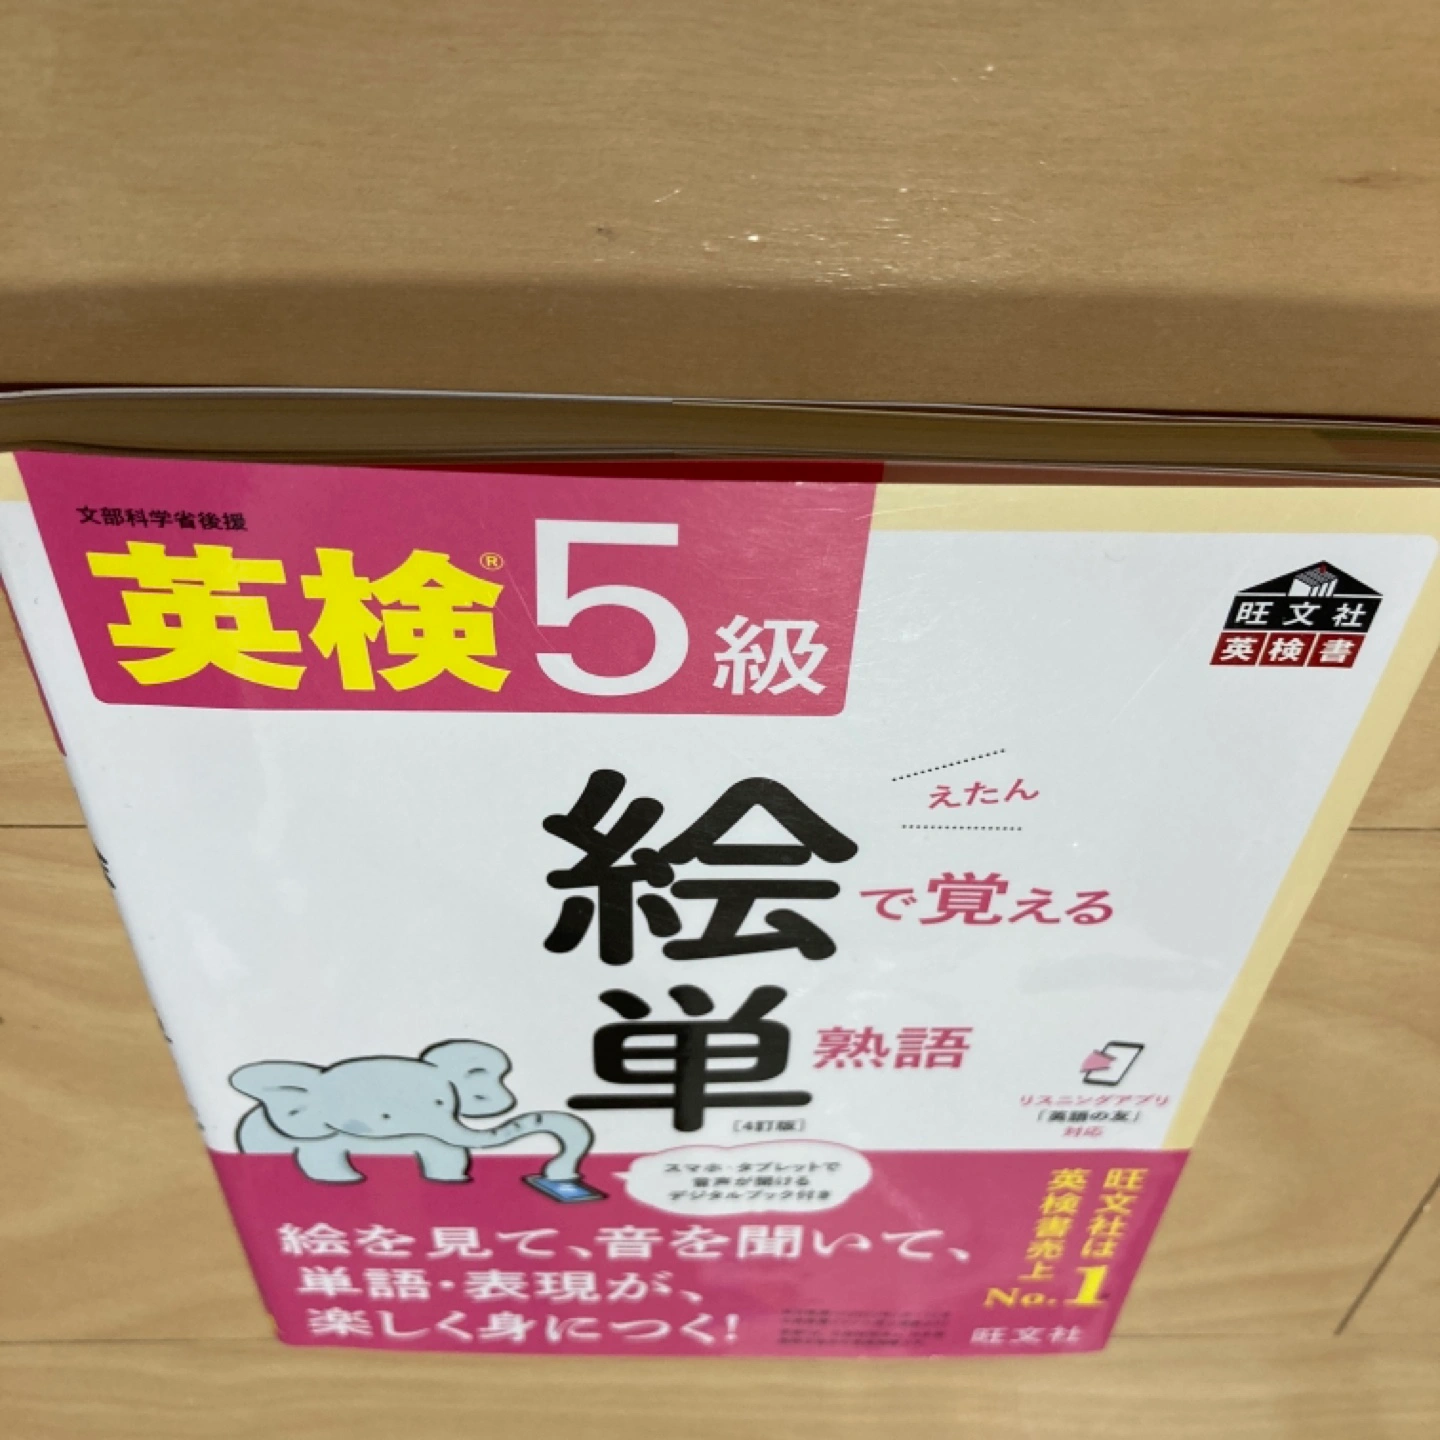 文部科学省後援
英検® 5級
旺文社
英検書
えたん
絵で覚える
単熟語
[4訂版]
リスニングアプリ
「英語の友」
対応
スマホ・タブレットで
音声が聞ける
デジタルブック付き
絵を見て、音を聞いて、
単語・表現が、
楽しく身につく!
旺文社は
英検書売上
No.1
旺文社